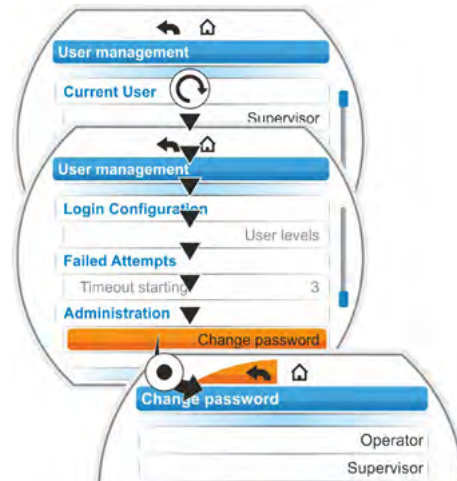 User management
Current User
Supervisor
User management
Login Configuration
User levels
Failed Attempts
Timeout starting 3
Administration
Change password
Change password
Operator
Supervisor